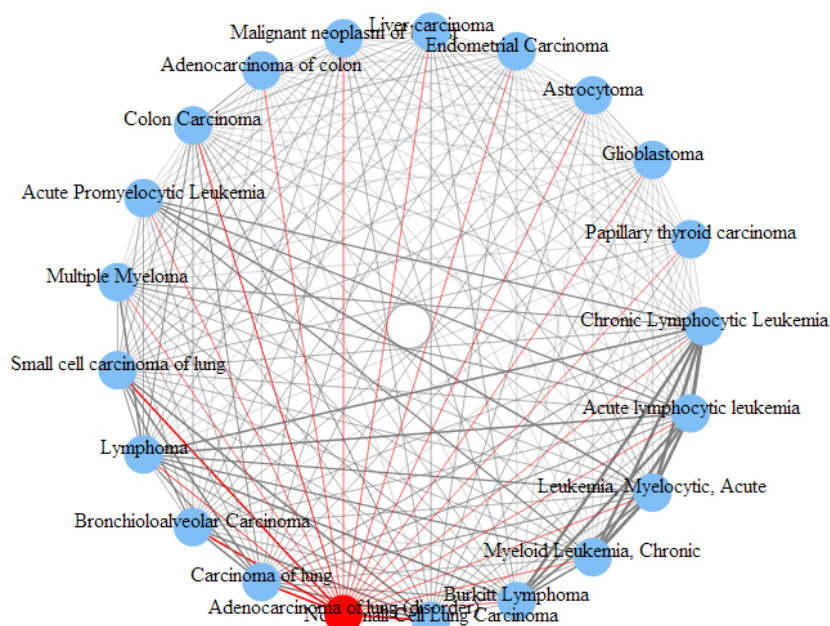 Liver carcinoma
Malignant neoplasm of
Endometrial Carcinoma
Adenocarcinoma of colon
Astrocytoma
Colon Carcinoma
Glioblastoma
Acute Promyelocytic Leukemia
Papillary thyroid carcinoma
Multiple Myeloma
Chronic Lymphocytic Leukemia
Small cell carcinoma of lung
Acute lymphocytic leukemia
Lymphoma
Leukemia, Myelocytic, Acute
Bronchioloalveolar Carcinoma
Myeloid Leukemia, Chronic
Carcinoma of lung
Burkitt Lymphoma
Adenocarcinoma of lung (disorder)
Non-Small Cell Lung Carcinoma